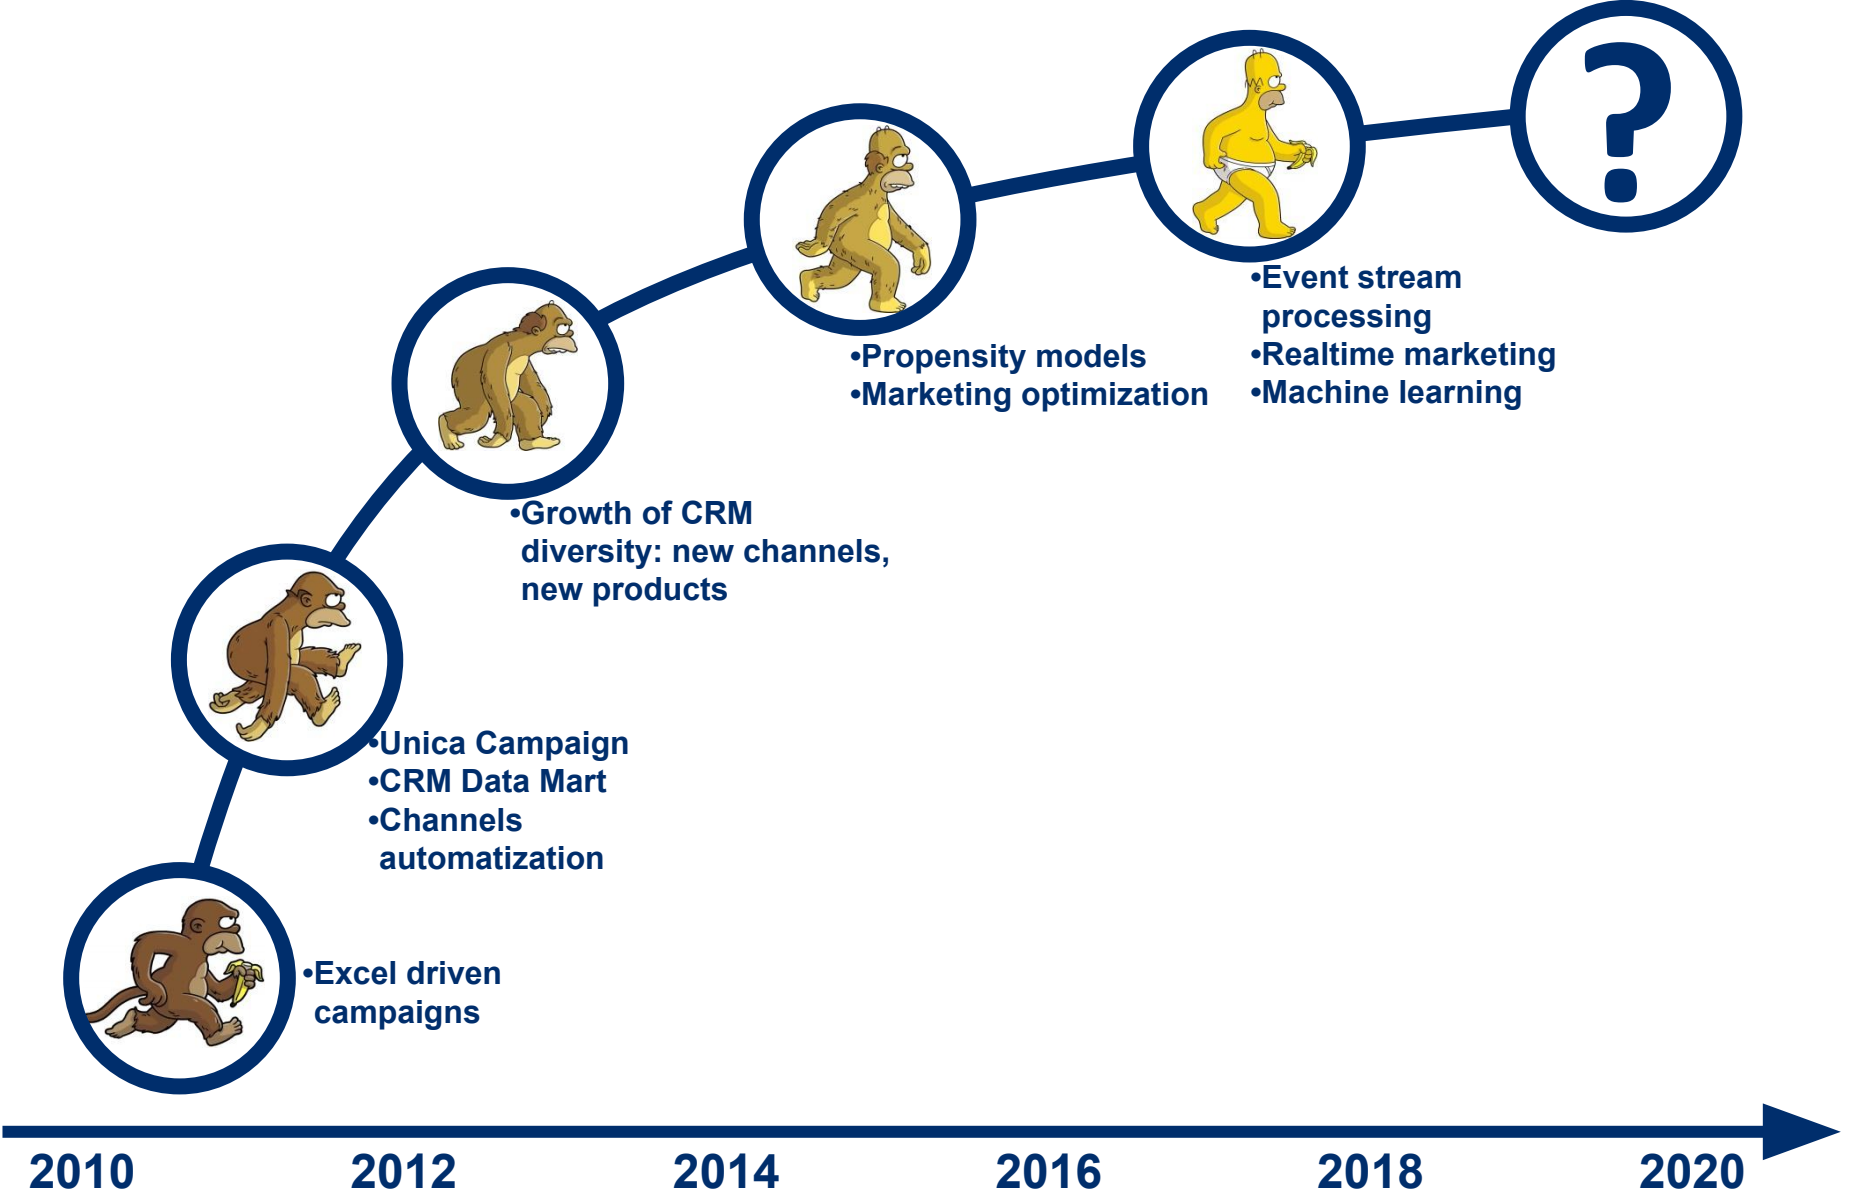 ?
•Event stream
processing
•Realtime marketing
•Machine learning
•Propensity models
•Marketing optimization
•Growth of CRM
diversity: new channels,
new products
•Unica Campaign
•CRM Data Mart
•Channels
automatization
•Excel driven
campaigns
2010 2012 2014 2016 2018 2020